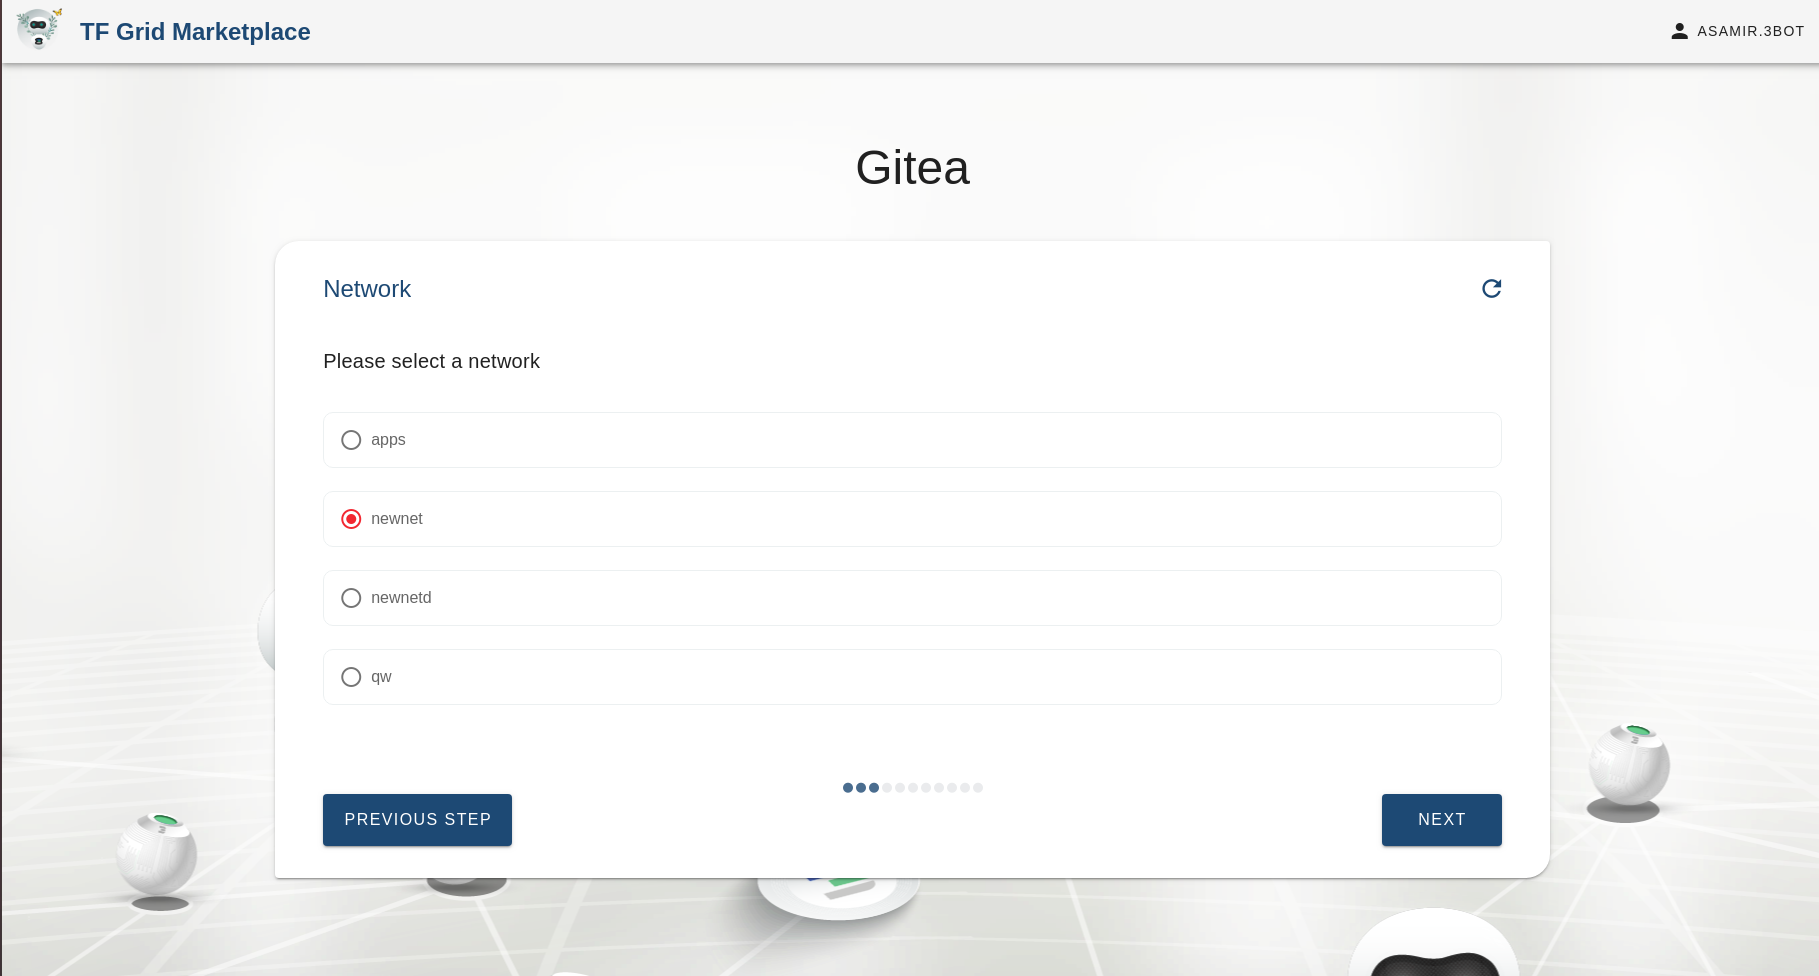 TF Grid Marketplace
ASAMIR.3BOT
Gitea
Network
Please select a network
apps
newnet
newnetd
qw
PREVIOUS STEP
NEXT